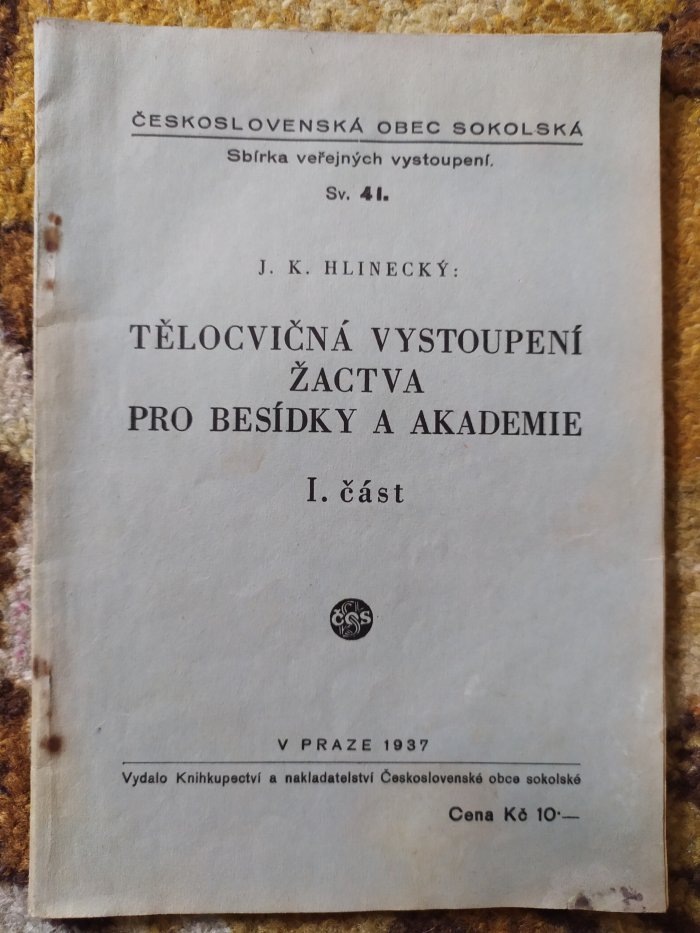 ČESKOSLOVENSKÁ OBEC SOKOLSKÁ
Sbírka veřejných vystoupení.
Sv. 41.
J. K. HLINECKÝ:
TĚLOCVIČNÁ VYSTOUPENÍ
ŽACTVA
PRO BESÍDKY A AKADEMIE
I. část
ČOS
V PRAZE 1937
Vydalo Knihkupectví a nakladatelství Československé obce sokolské
Cena Kč 10·—